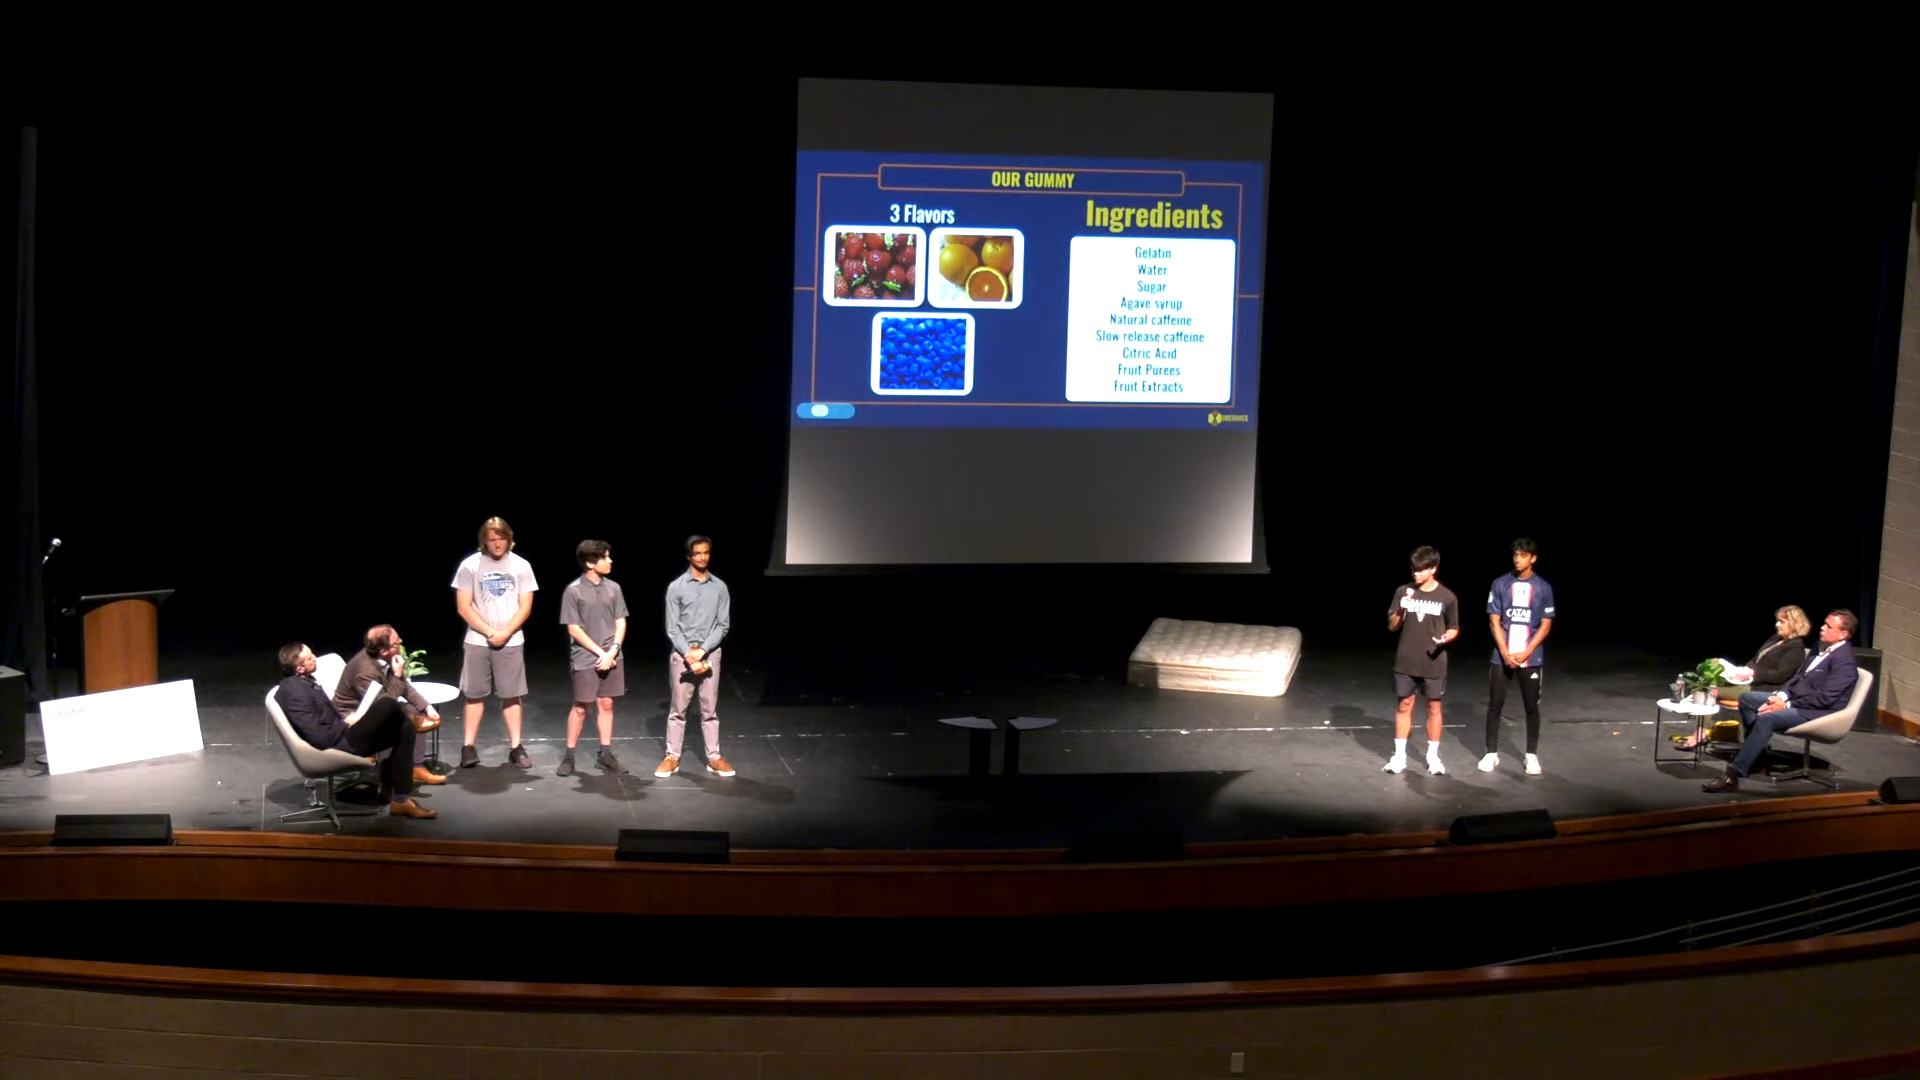 OUR GUMMY
3 Flavors
Ingredients
Gelatin
Water
Sugar
Agave syrup
Natural caffeine
Slow release caffeine
Citric Acid
Fruit Purees
Fruit Extracts
QATAR